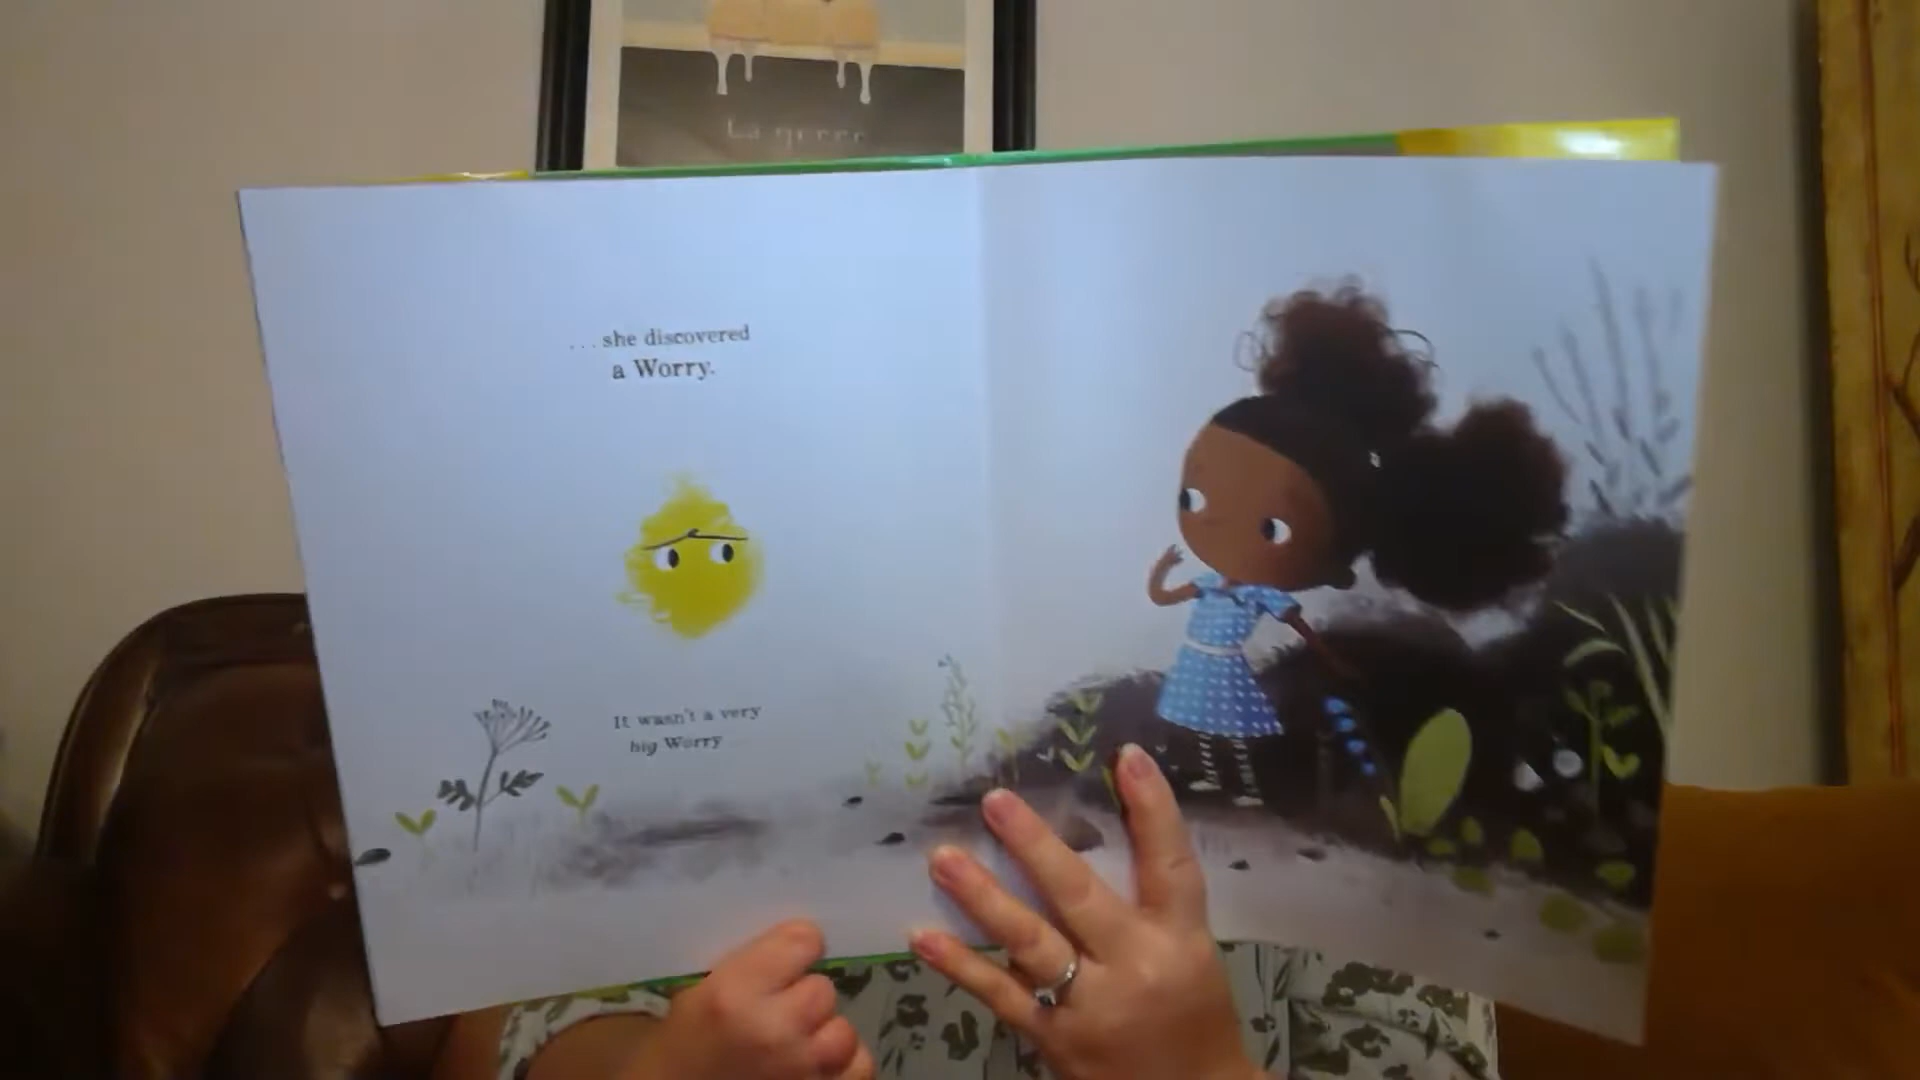 ... she discovered
a Worry.
It wasn't a very
big Worry